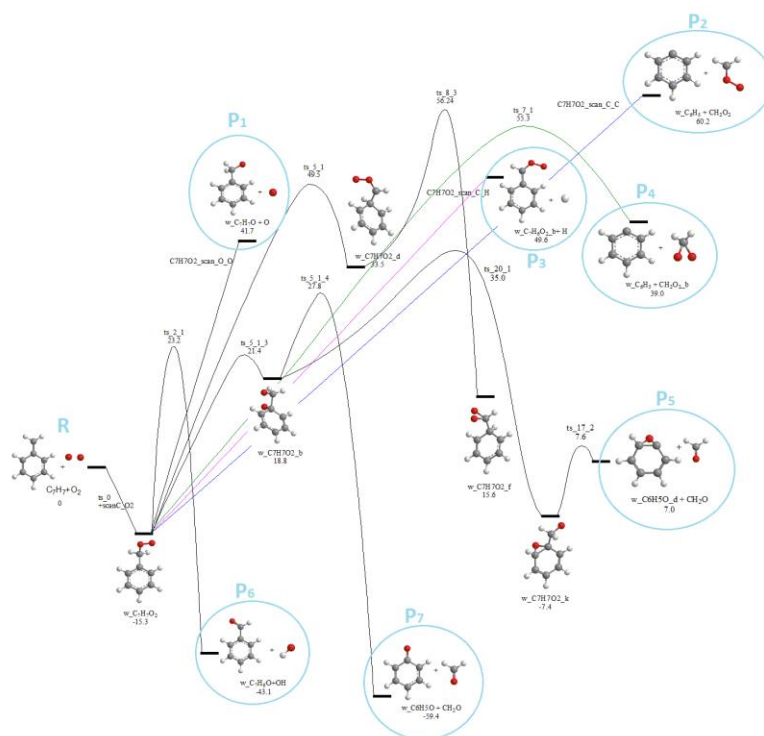 ts_8_3
56.24
P2
C7H7O2_scan_C_C
w_C6H5 + CH2O2
60.2
ts_7_1
55.3
P1
ts_5_1
49.3
w_C7H7O + O
41.7
C7H7O2_scan_O_O
w_C7H7O2_d
33.5
C7H7O2_scan_C_H
w_C7H6O2_b+ H
49.6
P3
P4
w_C6H5 + CH2O2_b
39.0
ts_20_1
35.0
ts_5_1_4
27.8
ts_2_1
23.2
ts_5_1_3
21.4
w_C7H7O2_b
18.8
R
C7H7+O2
0
ts_0
+scanC_O2
w_C7H7O2
-15.3
w_C7H7O2_f
15.6
P5
ts_17_2
7.6
w_C6H5O_d + CH2O
7.0
w_C7H7O2_k
-7.4
P6
w_C7H6O+OH
-43.1
P7
w_C6H5O + CH2O
-59.4